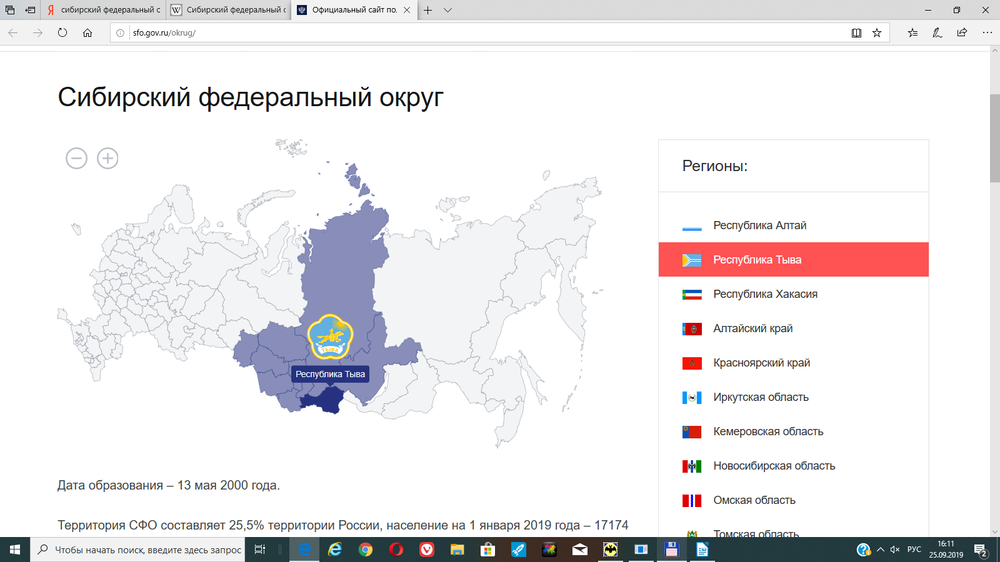 сибирский федеральный о
Сибирский федеральный о
Официальный сайт по.
sfo.gov.ru/okrug/
Сибирский федеральный округ
Регионы:
Республика Алтай
Республика Тыва
Республика Хакасия
Алтайский край
Красноярский край
Иркутская область
Кемеровская область
Новосибирская область
Омская область
Томская область
ТЫВА
Республика Тыва
Дата образования – 13 мая 2000 года.
Территория СФО составляет 25,5% территории России, население на 1 января 2019 года – 17174
Чтобы начать поиск, введите здесь запрос
РУС
16:11
25.09.2019
2